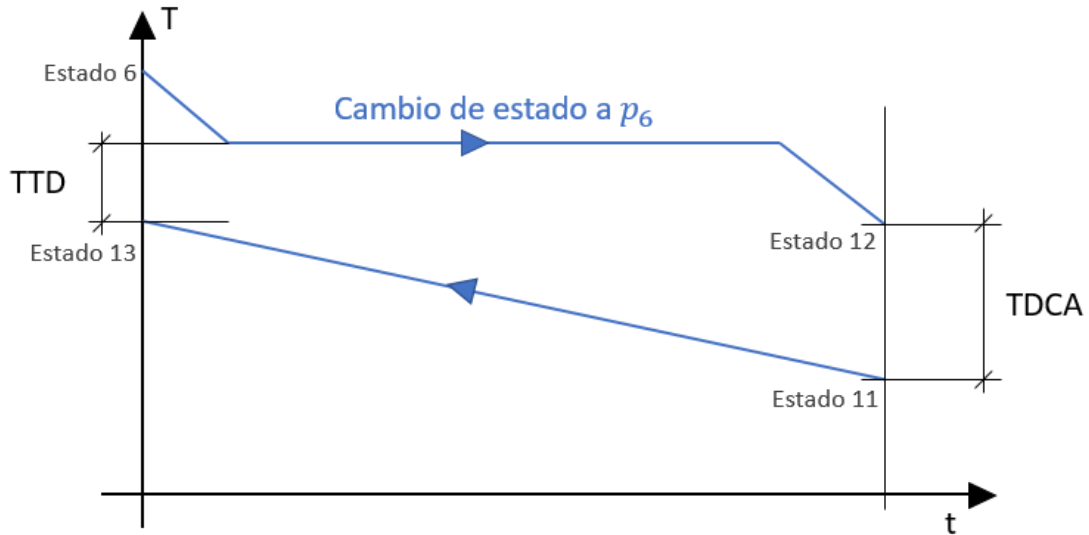 T
Estado 6
Cambio de estado a p₆
TTD
Estado 13
Estado 12
TDCA
Estado 11
t